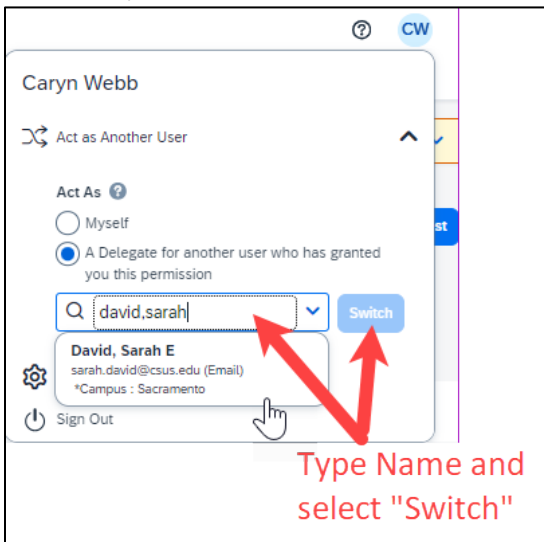 CW
Caryn Webb
Act as Another User
Act As
Myself
st
A Delegate for another user who has granted
you this permission
david,sarah
Switch
David, Sarah E
sarah.david@csus.edu (Email)
*Campus : Sacramento
Sign Out
Type Name and
select "Switch"